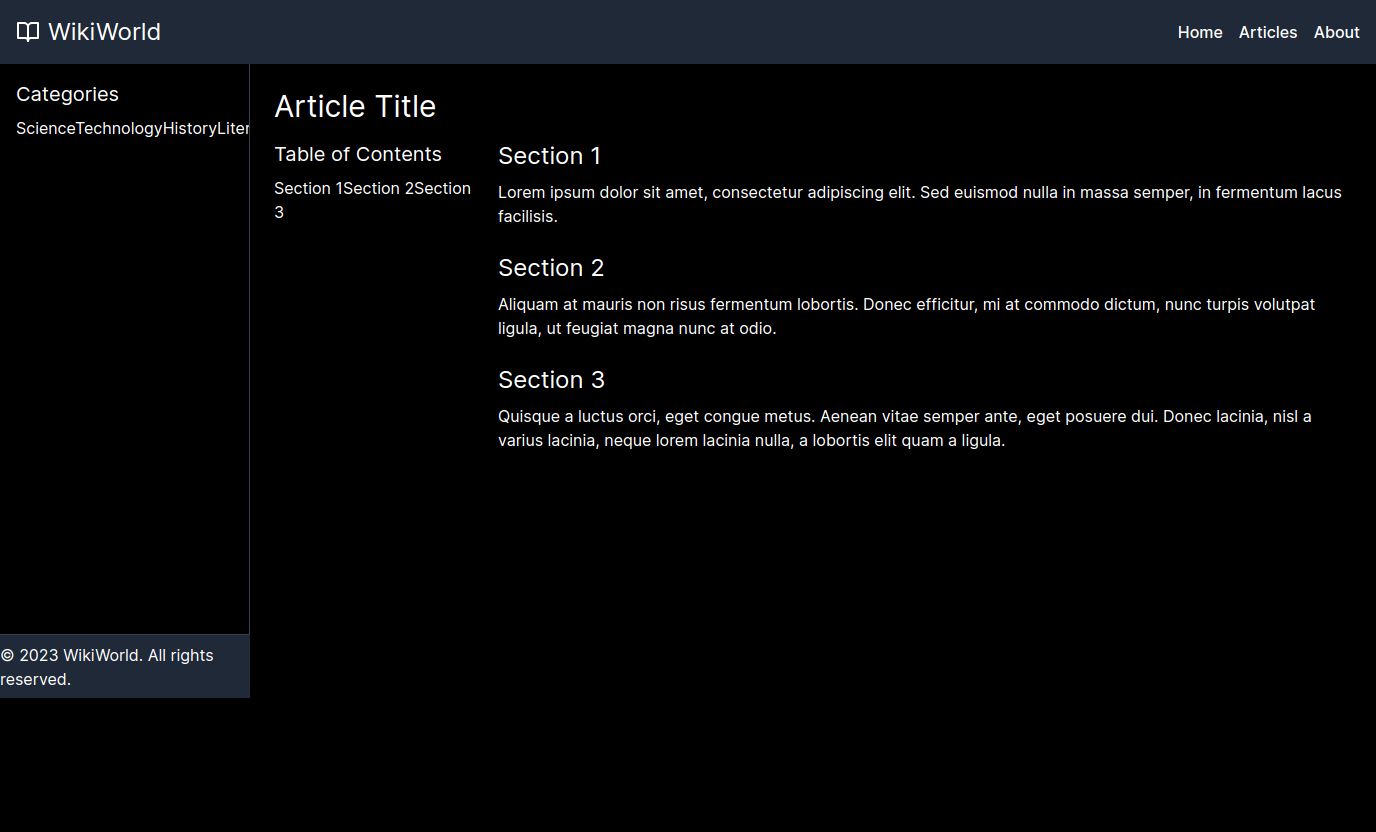 WikiWorld
Home Articles About
Categories
ScienceTechnologyHistoryLiter
Article Title
Table of Contents
Section 1Section 2Section
3
Section 1
Lorem ipsum dolor sit amet, consectetur adipiscing elit. Sed euismod nulla in massa semper, in fermentum lacus
facilisis.
Section 2
Aliquam at mauris non risus fermentum lobortis. Donec efficitur, mi at commodo dictum, nunc turpis volutpat
ligula, ut feugiat magna nunc at odio.
Section 3
Quisque a luctus orci, eget congue metus. Aenean vitae semper ante, eget posuere dui. Donec lacinia, nisl a
varius lacinia, neque lorem lacinia nulla, a lobortis elit quam a ligula.
© 2023 WikiWorld. All rights
reserved.